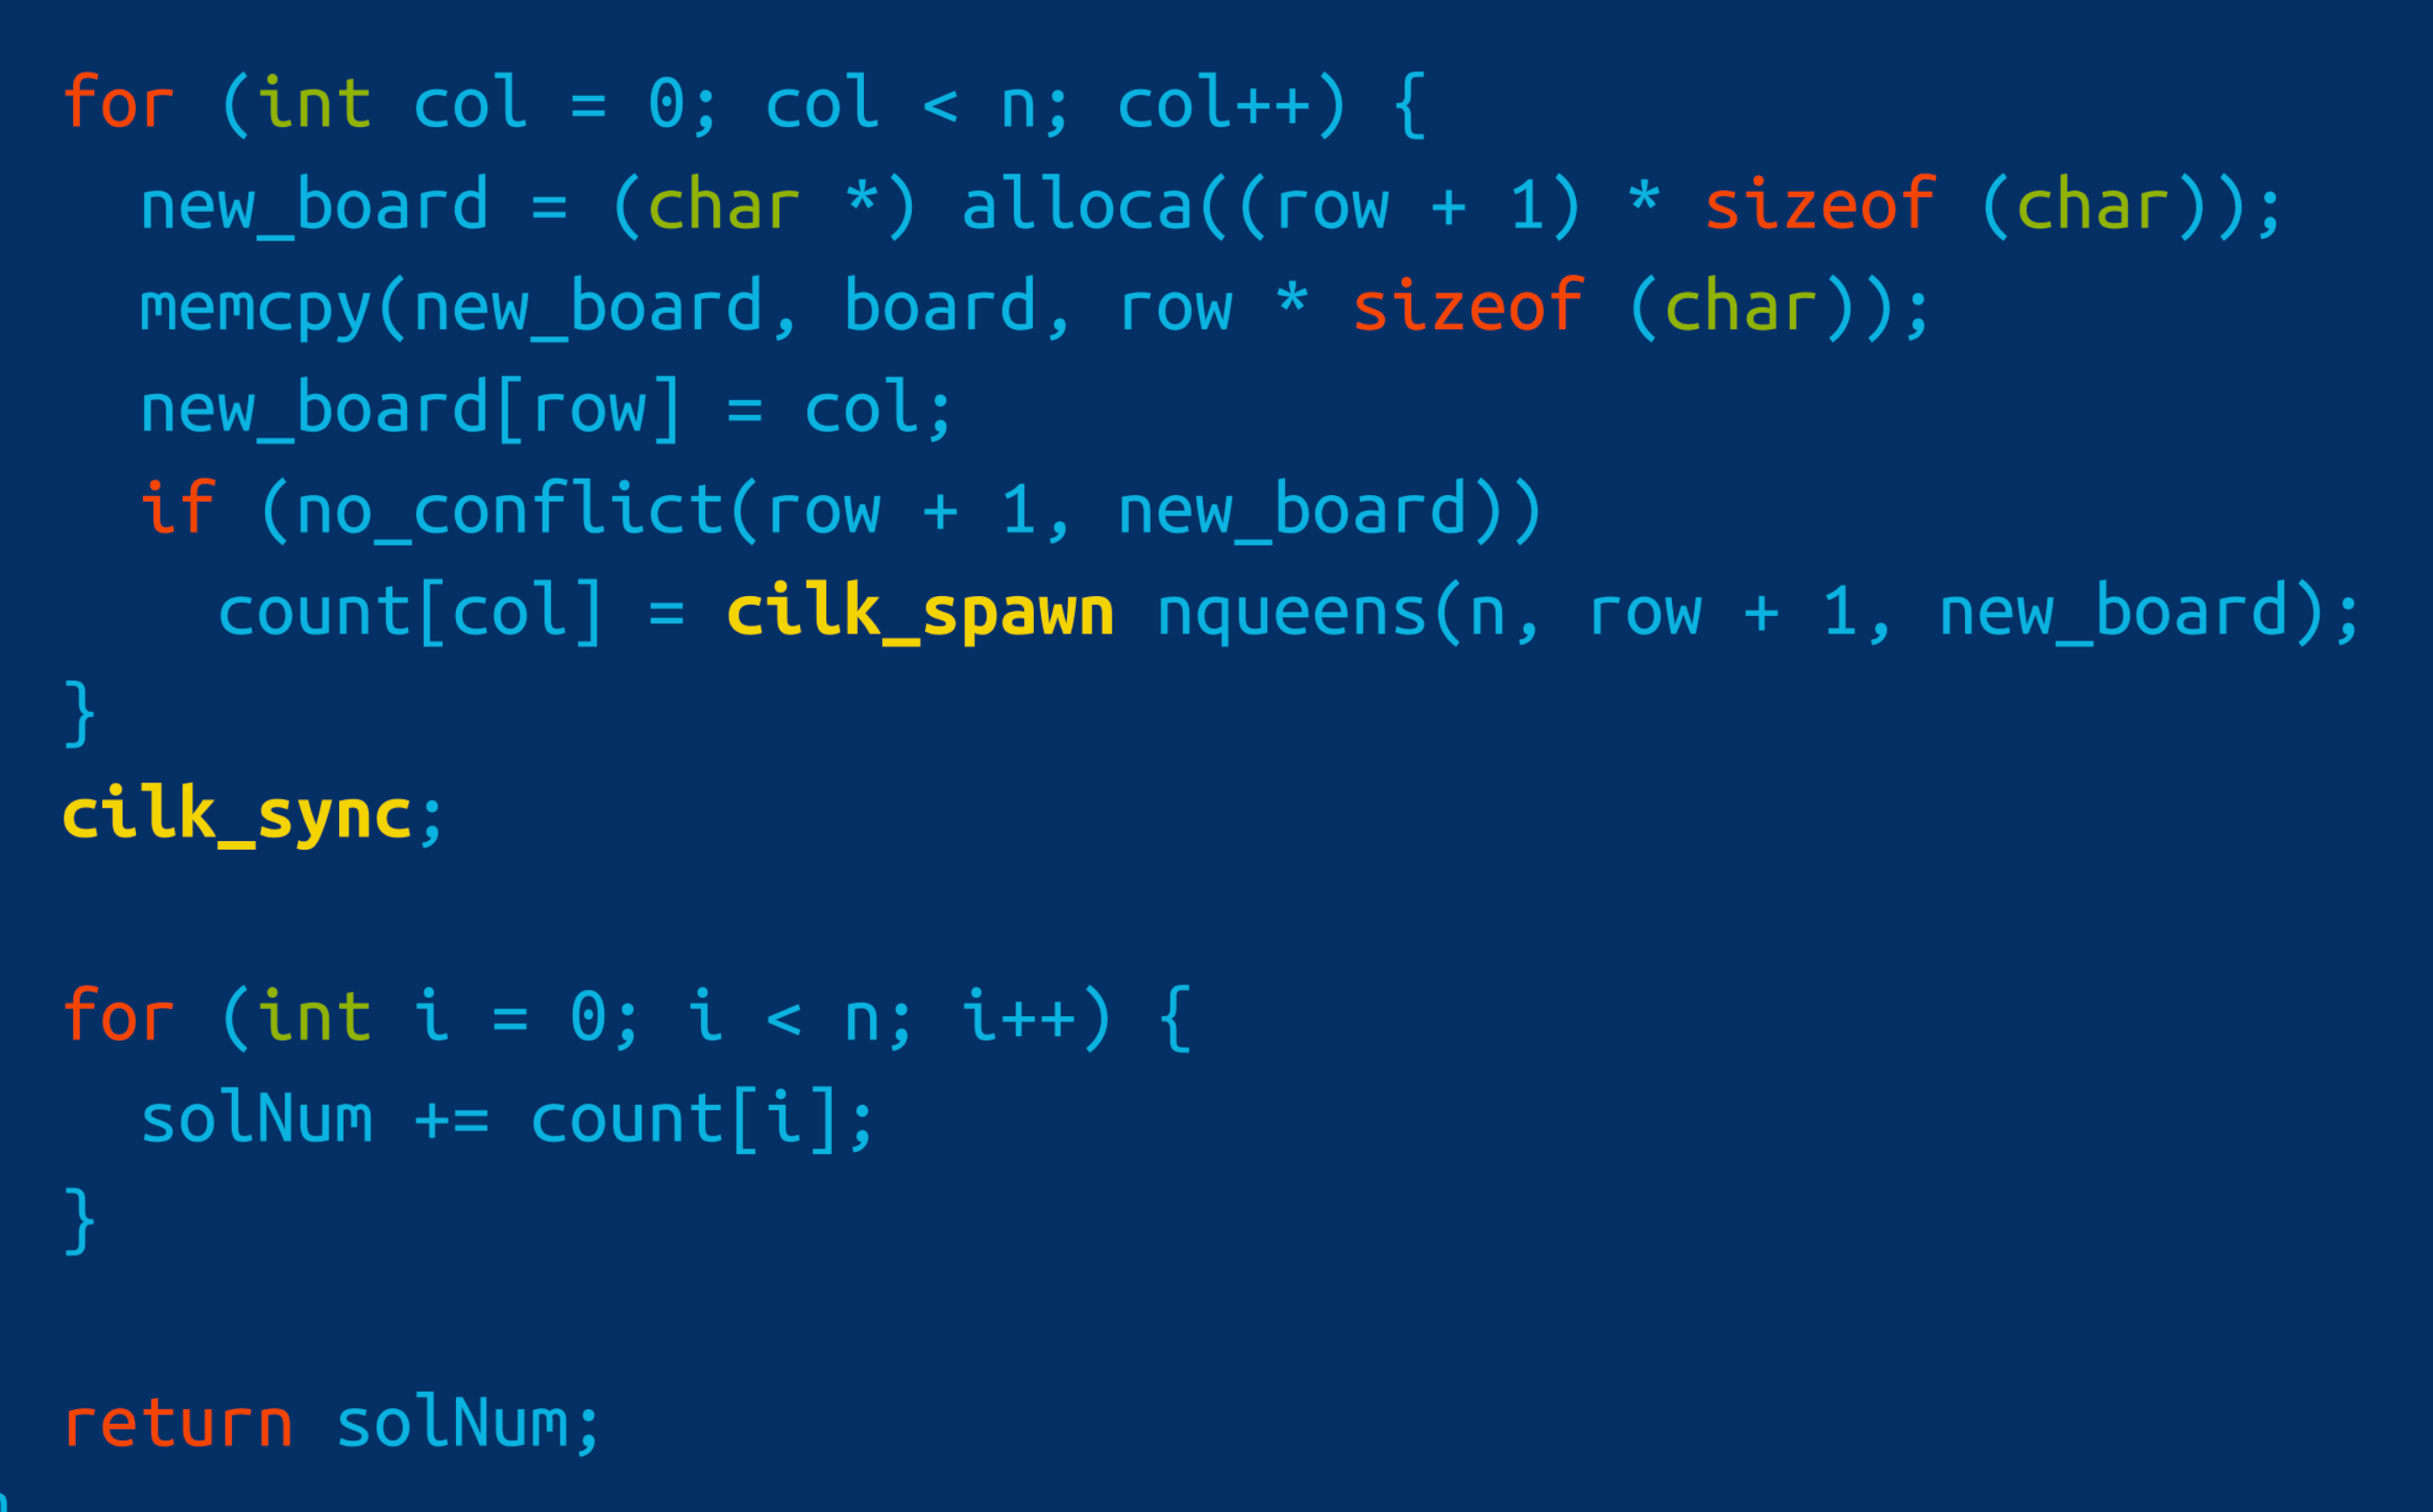 for (int col = 0; col < n; col++) {
  new_board = (char *) alloca((row + 1) * sizeof (char));
  memcpy(new_board, board, row * sizeof (char));
  new_board[row] = col;
  if (no_conflict(row + 1, new_board))
    count[col] = cilk_spawn nqueens(n, row + 1, new_board);
}
cilk_sync;
for (int i = 0; i < n; i++) {
  solNum += count[i];
}
return solNum;